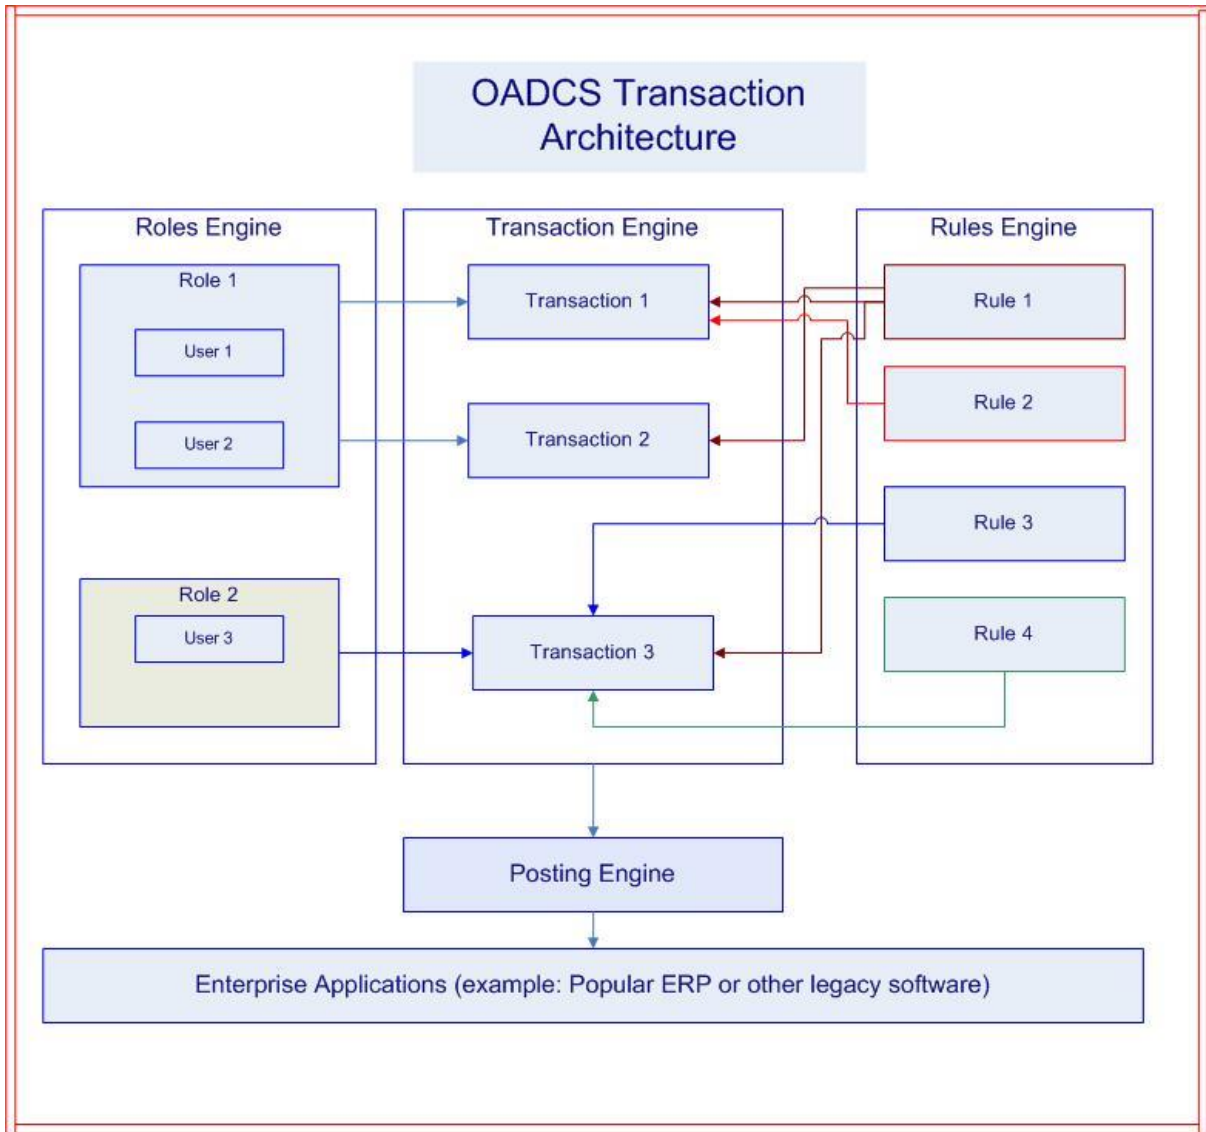 OADCS Transaction
Architecture
Roles Engine
Role 1
User 1
User 2
Role 2
User 3
Transaction Engine
Transaction 1
Transaction 2
Transaction 3
Rules Engine
Rule 1
Rule 2
Rule 3
Rule 4
Posting Engine
Enterprise Applications (example: Popular ERP or other legacy software)